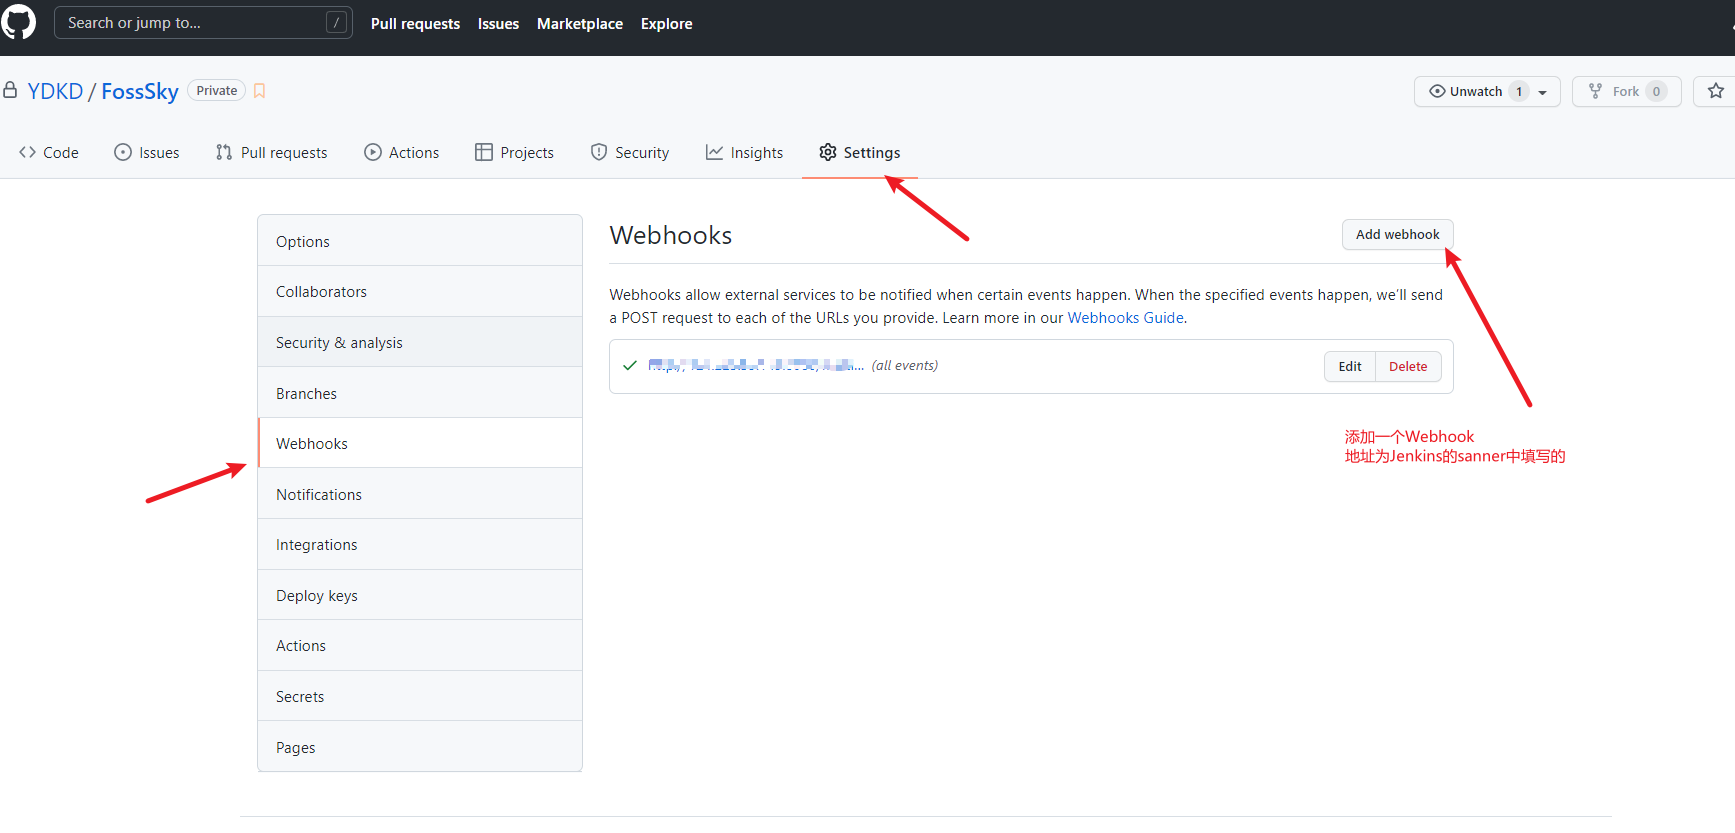 Search or jump to... /
Pull requests Issues Marketplace Explore
YDKD / FossSky Private
Unwatch 1 Fork 0
Code Issues Pull requests Actions Projects Security Insights Settings
Options
Collaborators
Security & analysis
Branches
Webhooks
Notifications
Integrations
Deploy keys
Actions
Secrets
Pages
Webhooks
Add webhook
Webhooks allow external services to be notified when certain events happen. When the specified events happen, we'll send
a POST request to each of the URLs you provide. Learn more in our Webhooks Guide.
(all events) Edit Delete
添加一个Webhook
地址为Jenkins的sanner中填写的